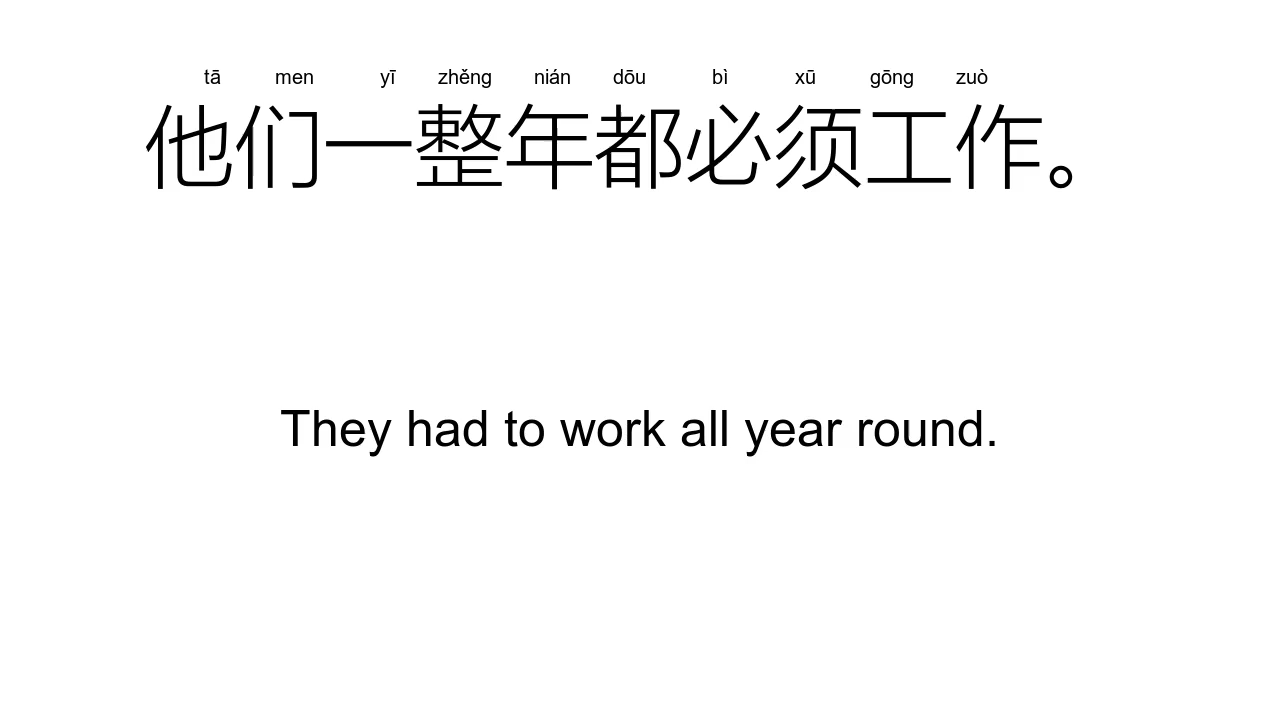 tā men yī zhěng nián dōu bì xū gōng zuò
他们一整年都必须工作。
They had to work all year round.